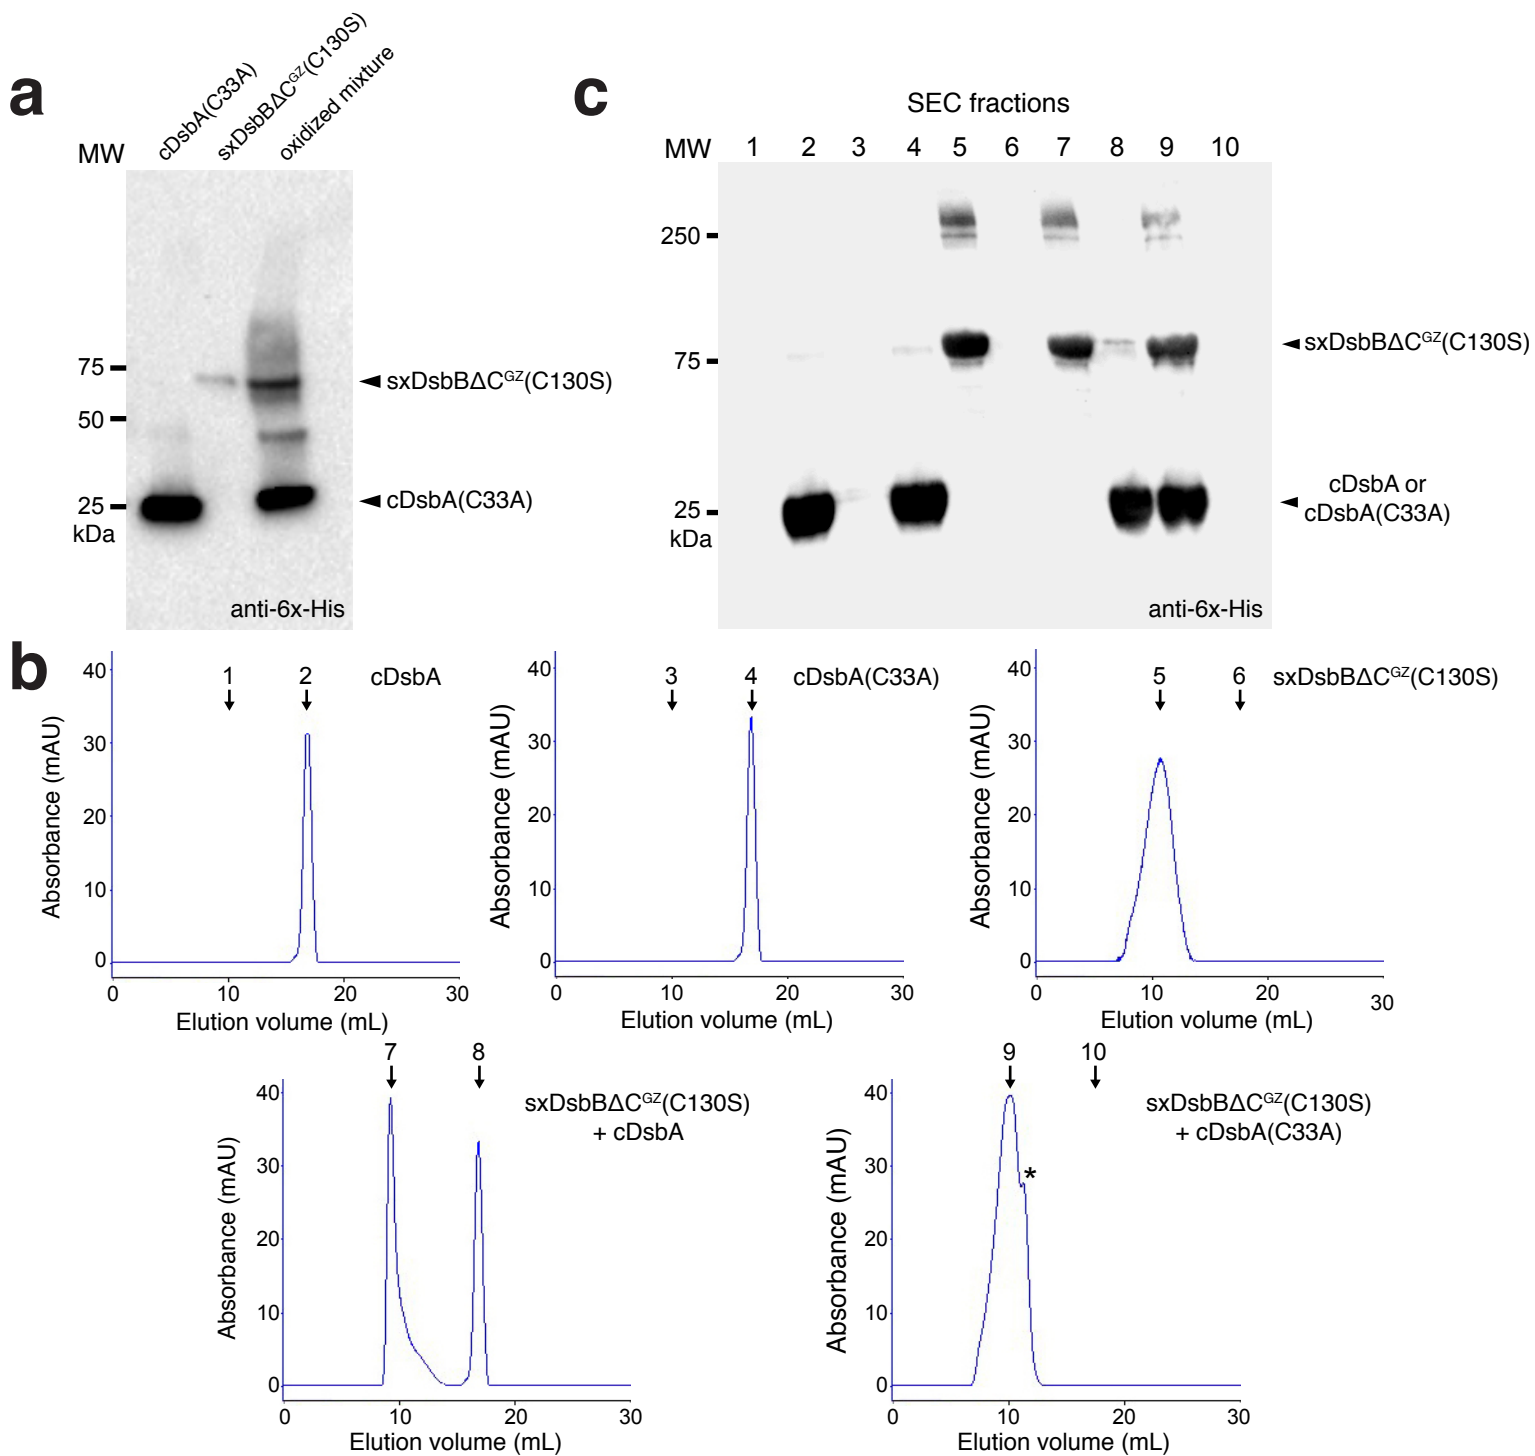 a
cDsbA(C33A)
sxDsbBΔCᴳᶻ(C130S)
oxidized mixture
MW
75
50
25
kDa
sxDsbBΔCᴳᶻ(C130S)
cDsbA(C33A)
anti-6x-His
c
SEC fractions
MW 1 2 3 4 5 6 7 8 9 10
250
75
25
kDa
sxDsbBΔCᴳᶻ(C130S)
cDsbA or
cDsbA(C33A)
anti-6x-His
b
1 2 cDsbA
40
30
20
10
0
0 10 20 30
Absorbance (mAU)
Elution volume (mL)
3 4 cDsbA(C33A)
40
30
20
10
0
0 10 20 30
Absorbance (mAU)
Elution volume (mL)
5 6 sxDsbBΔCᴳᶻ(C130S)
40
30
20
10
0
0 10 20 30
Absorbance (mAU)
Elution volume (mL)
7 8
sxDsbBΔCᴳᶻ(C130S)
+ cDsbA
40
30
20
10
0
0 10 20 30
Absorbance (mAU)
Elution volume (mL)
9 10
sxDsbBΔCᴳᶻ(C130S)
+ cDsbA(C33A)
*
40
30
20
10
0
0 10 20 30
Absorbance (mAU)
Elution volume (mL)